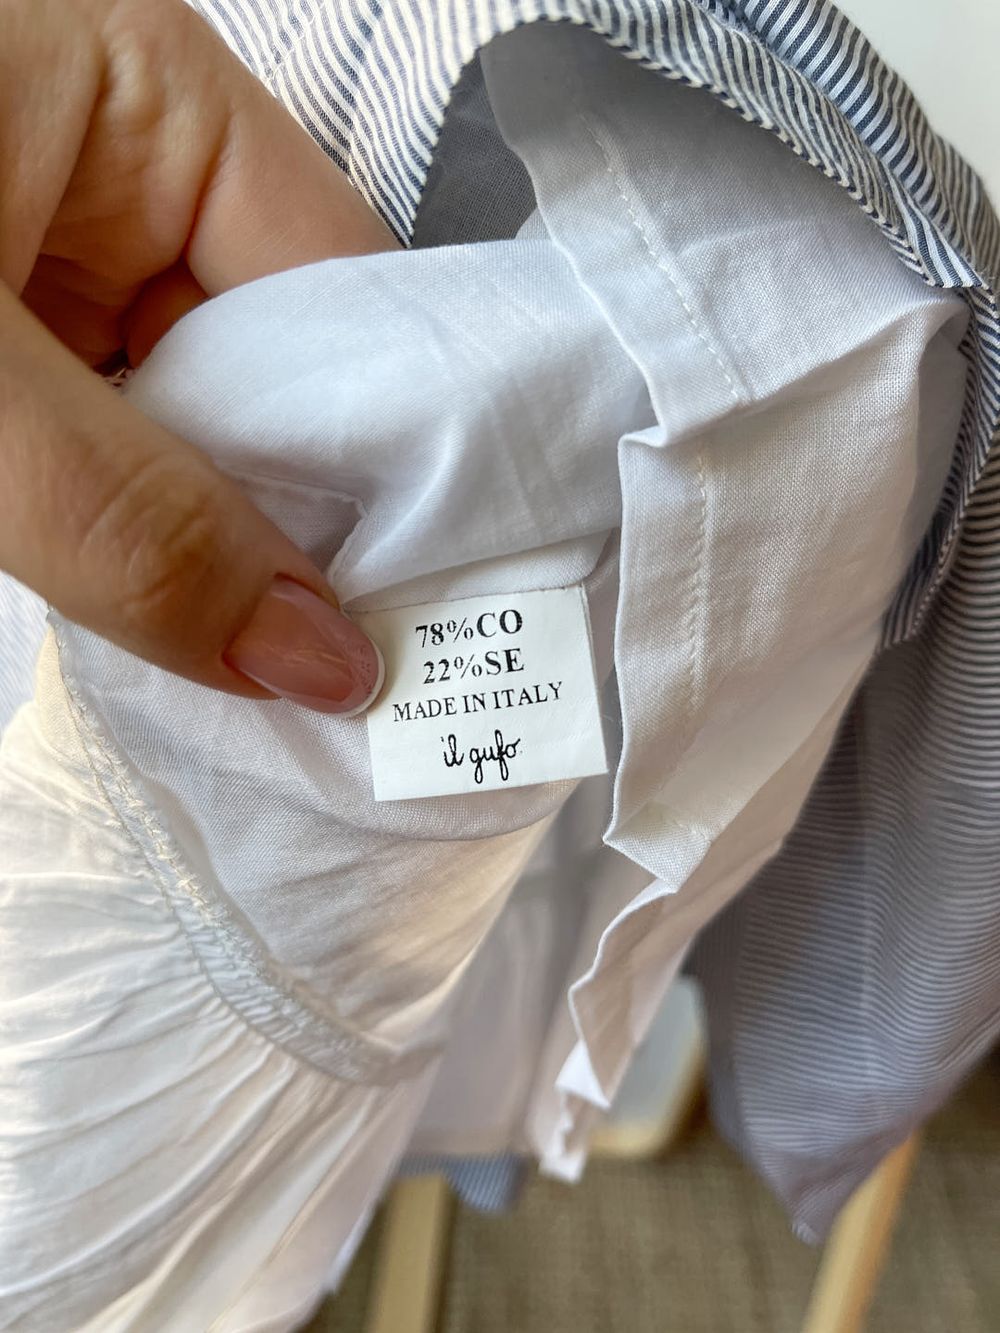 78%CO
22%SE
MADE IN ITALY
il gufo